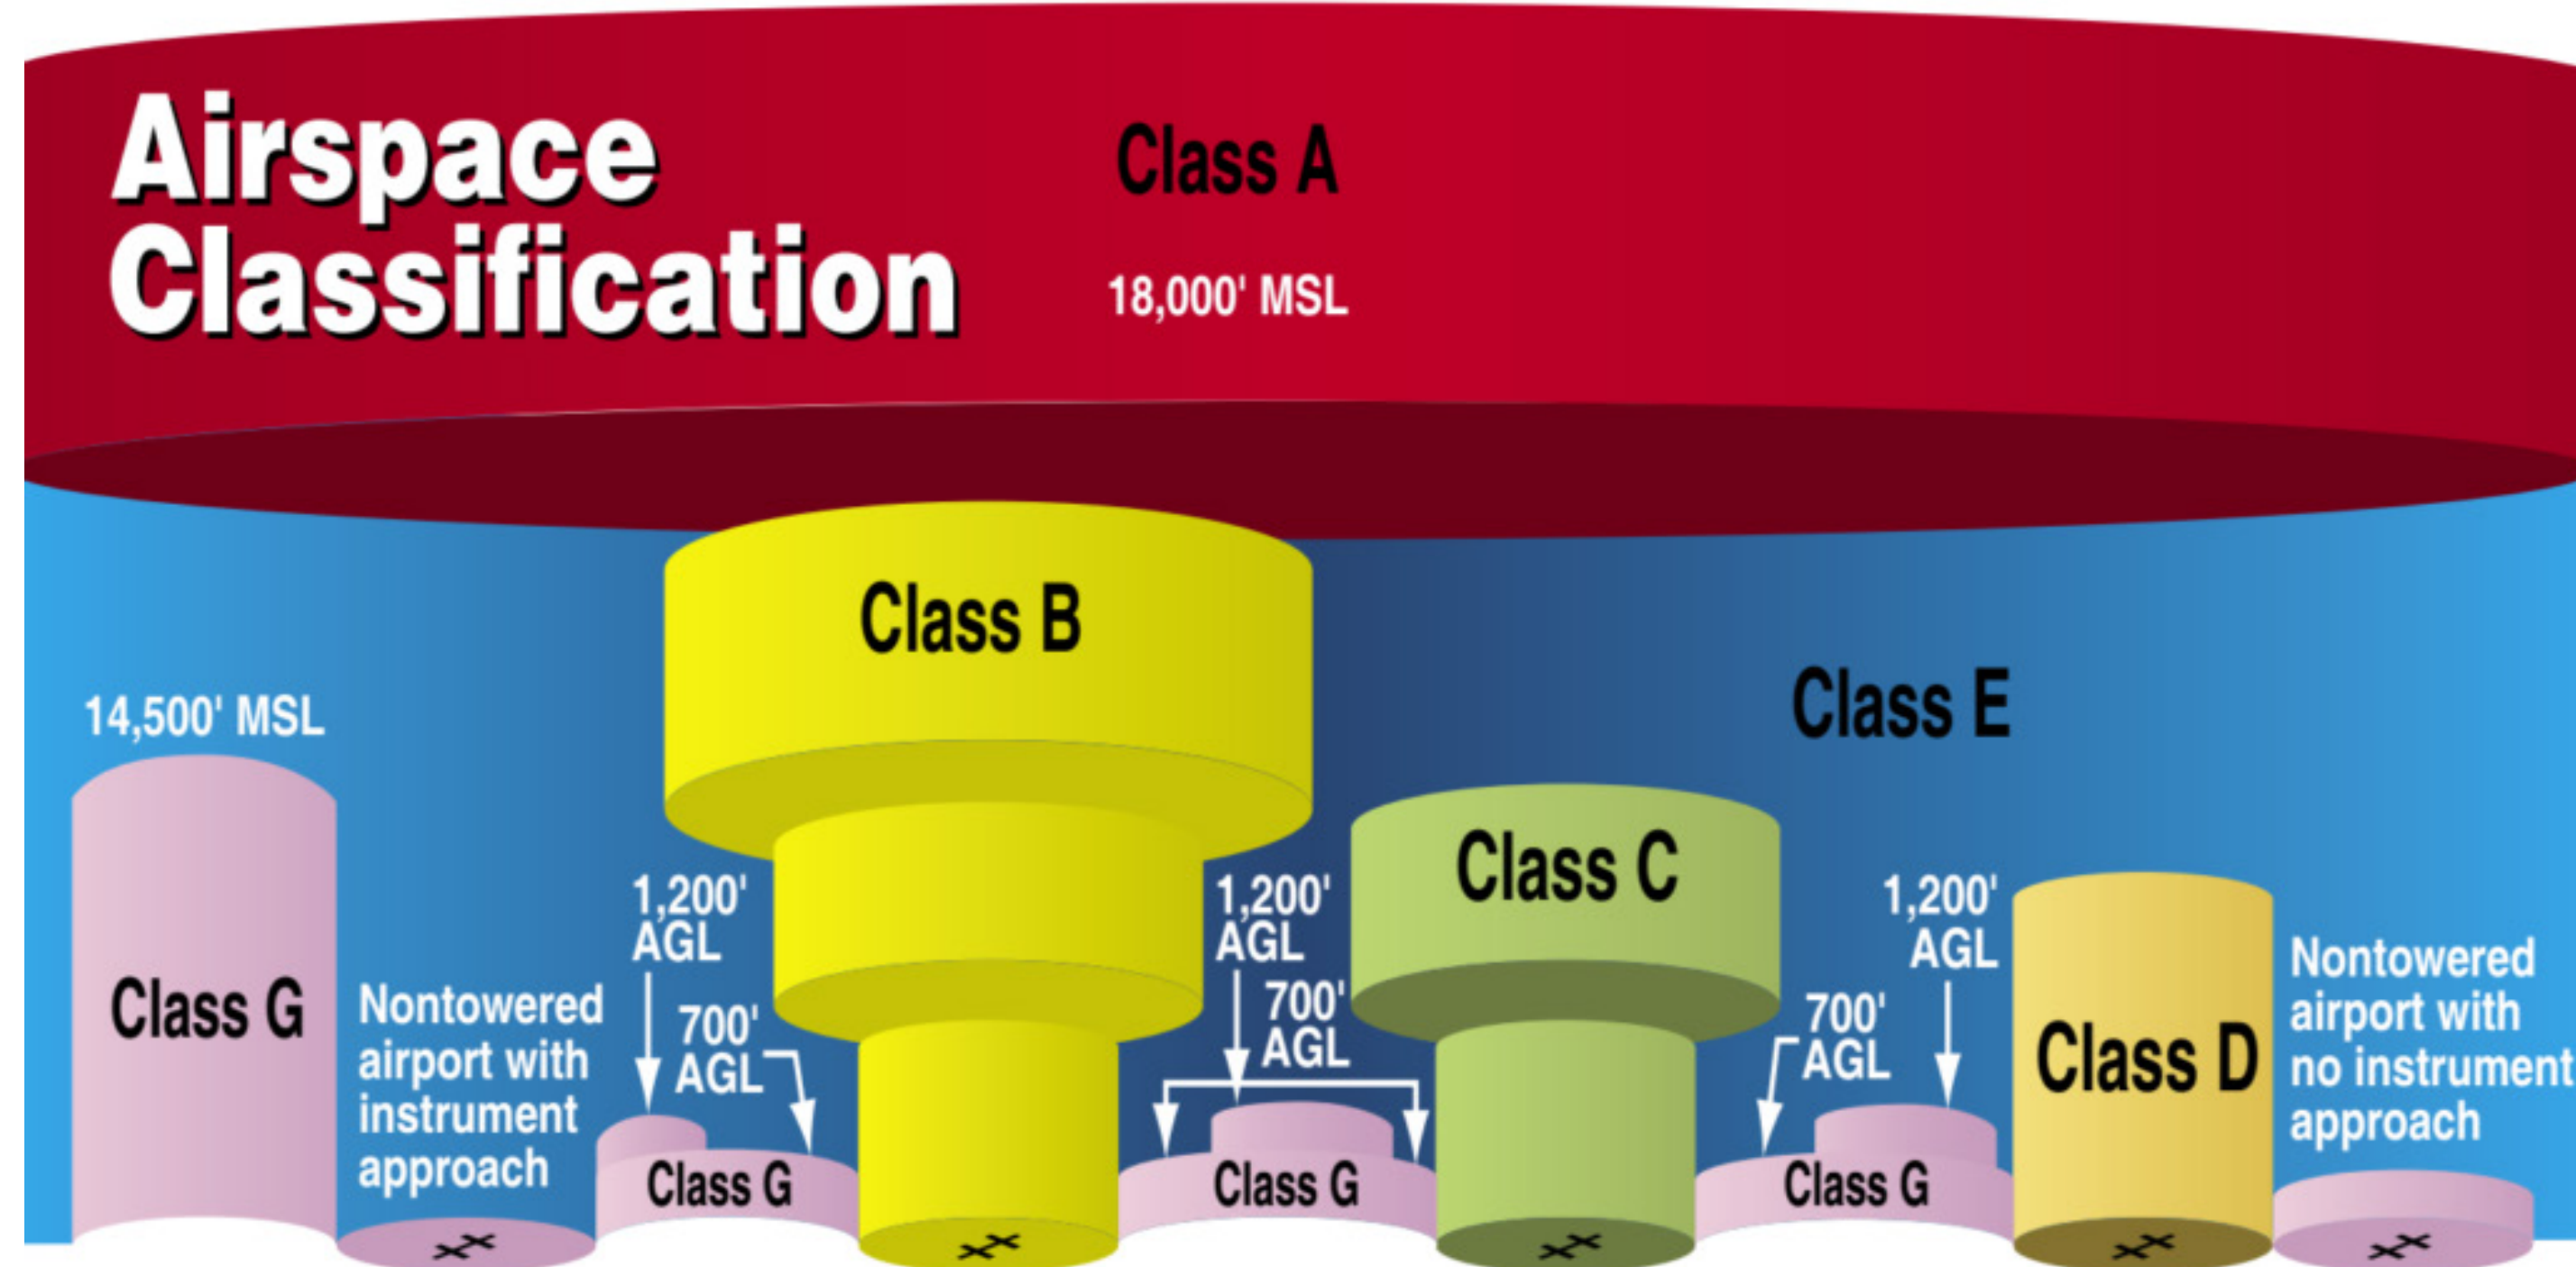 Airspace
Classification
Class A
18,000' MSL
Class B
14,500' MSL
Class E
Class C
Class G
Nontowered
airport with
instrument
approach
1,200'
AGL
700'
AGL
Class G
1,200'
AGL
700'
AGL
Class G
700'
AGL
1,200'
AGL
Class G
Class D
Nontowered
airport with
no instrument
approach